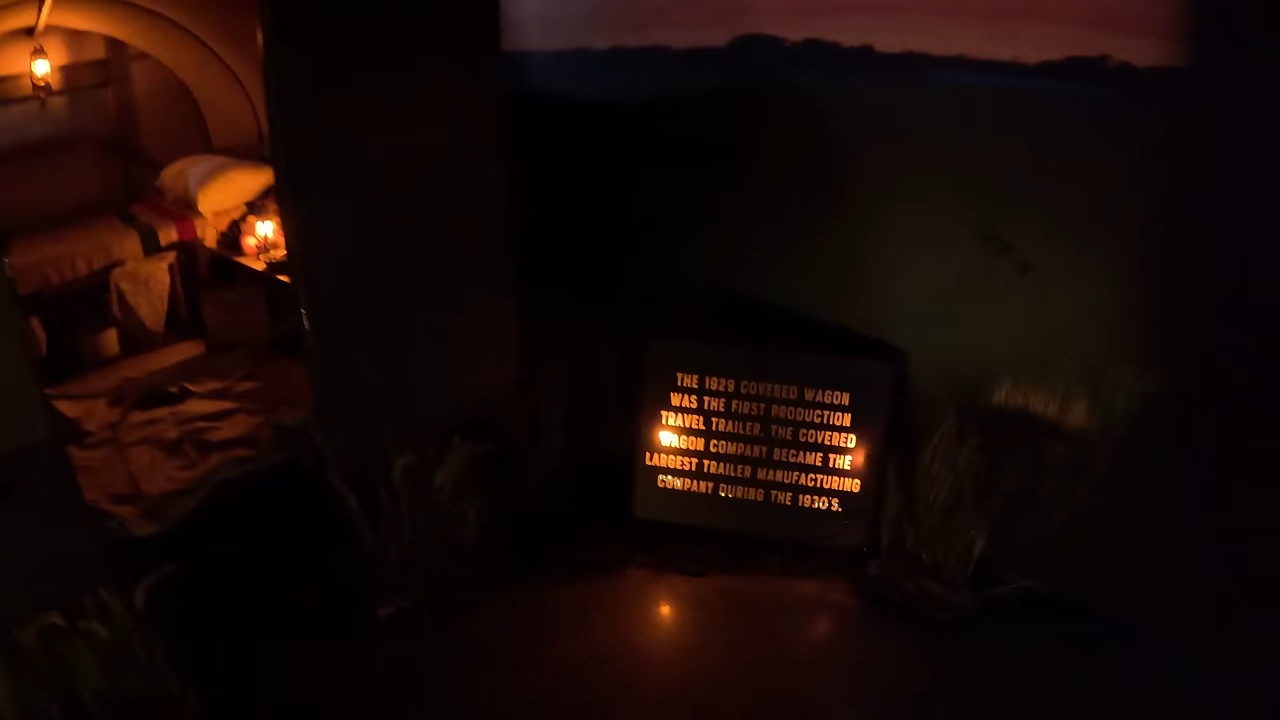 THE 1929 COVERED WAGON
WAS THE FIRST PRODUCTION
TRAVEL TRAILER. THE COVERED
WAGON COMPANY BECAME THE
LARGEST TRAILER MANUFACTURING
COMPANY DURING THE 1930'S.